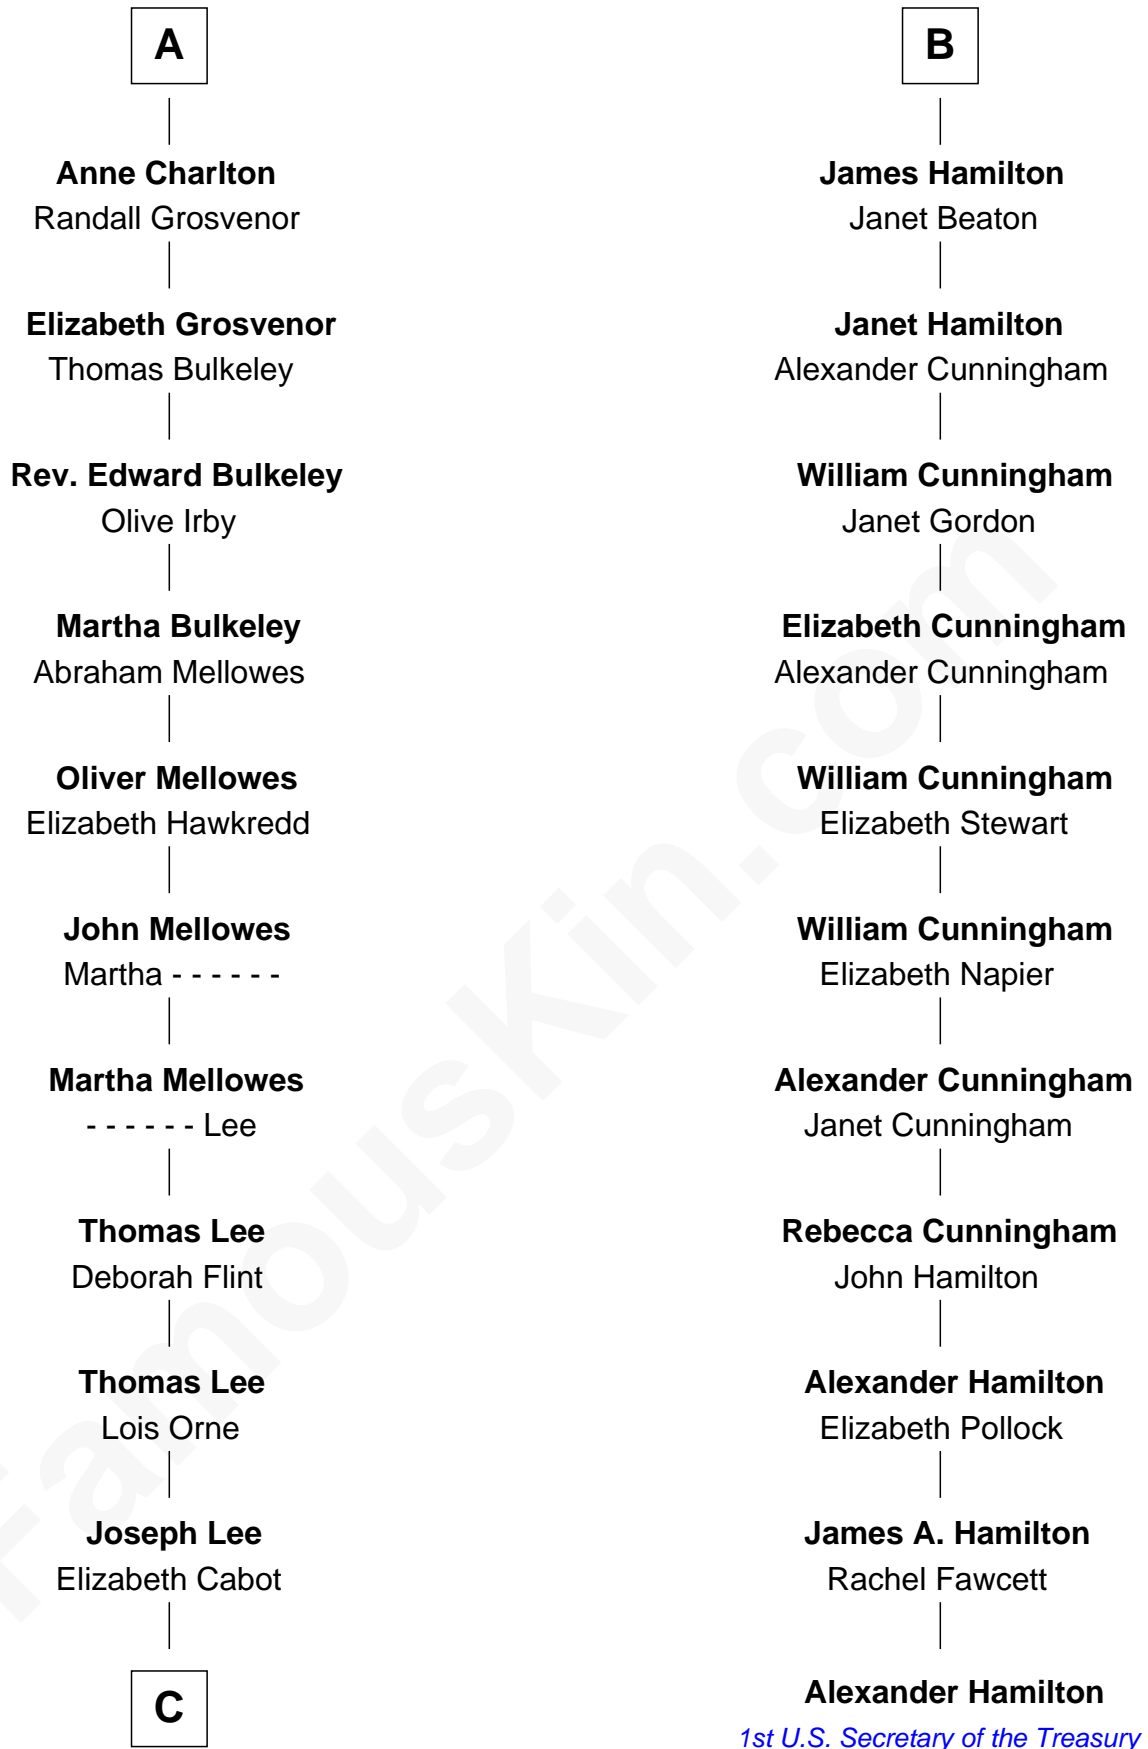 A
Anne Charlton
Randall Grosvenor
Elizabeth Grosvenor
Thomas Bulkeley
Rev. Edward Bulkeley
Olive Irby
Martha Bulkeley
Abraham Mellowes
Oliver Mellowes
Elizabeth Hawkredd
John Mellowes
Martha - - - - - -
Martha Mellowes
- - - - - - Lee
Thomas Lee
Deborah Flint
Thomas Lee
Lois Orne
Joseph Lee
Elizabeth Cabot
C
B
James Hamilton
Janet Beaton
Janet Hamilton
Alexander Cunningham
William Cunningham
Janet Gordon
Elizabeth Cunningham
Alexander Cunningham
William Cunningham
Elizabeth Stewart
William Cunningham
Elizabeth Napier
Alexander Cunningham
Janet Cunningham
Rebecca Cunningham
John Hamilton
Alexander Hamilton
Elizabeth Pollock
James A. Hamilton
Rachel Fawcett
Alexander Hamilton
1st U.S. Secretary of the Treasury
FamousKin.com